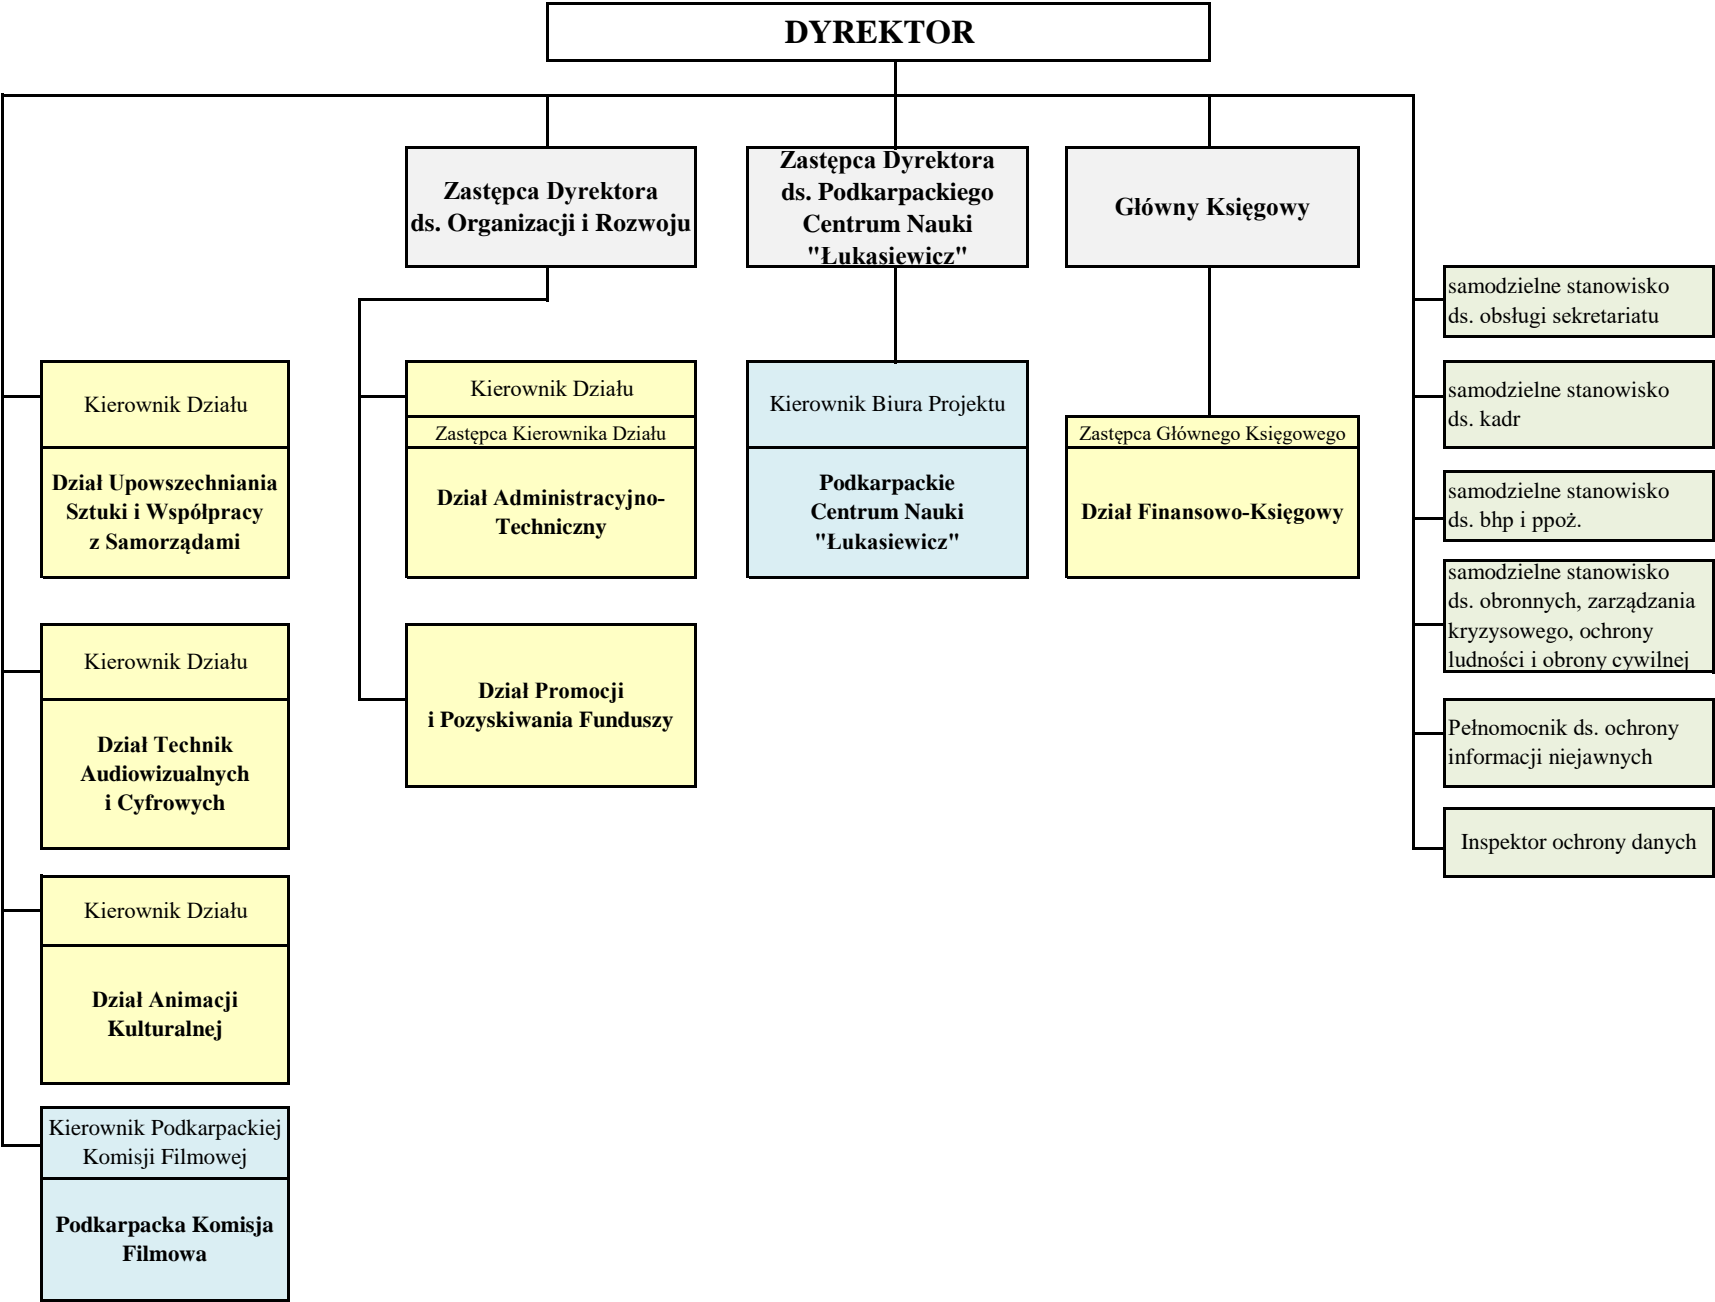 DYREKTOR
Zastępca Dyrektora
ds. Organizacji i Rozwoju
Zastępca Dyrektora
ds. Podkarpackiego
Centrum Nauki
"Łukasiewicz"
Główny Księgowy
Kierownik Działu
Dział Upowszechniania
Sztuki i Współpracy
z Samorządami
Kierownik Działu
Dział Technik
Audiowizualnych
i Cyfrowych
Kierownik Działu
Dział Animacji
Kulturalnej
Kierownik Podkarpackiej
Komisji Filmowej
Podkarpacka Komisja
Filmowa
Kierownik Działu
Zastępca Kierownika Działu
Dział Administracyjno-
Techniczny
Dział Promocji
i Pozyskiwania Funduszy
Kierownik Biura Projektu
Podkarpackie
Centrum Nauki
"Łukasiewicz"
Zastępca Głównego Księgowego
Dział Finansowo-Księgowy
samodzielne stanowisko
ds. obsługi sekretariatu
samodzielne stanowisko
ds. kadr
samodzielne stanowisko
ds. bhp i ppoż.
samodzielne stanowisko
ds. obronnych, zarządzania
kryzysowego, ochrony
ludności i obrony cywilnej
Pełnomocnik ds. ochrony
informacji niejawnych
Inspektor ochrony danych